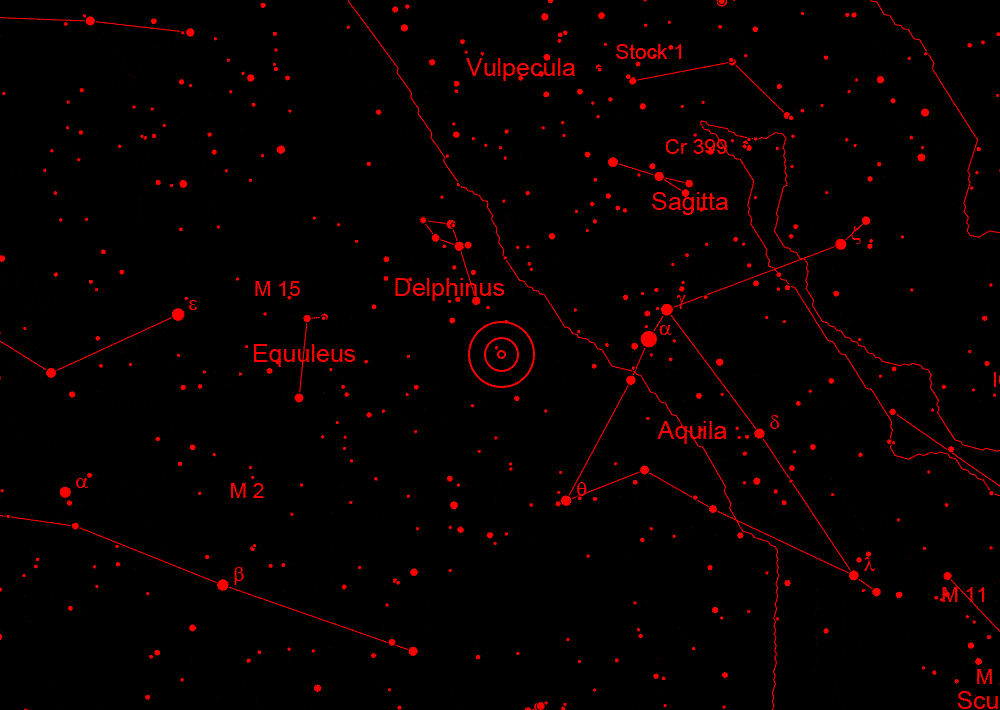 Stock 1
Vulpecula
Cr 399
Sagitta
M 15
Delphinus
ε
γ
ξ
α
Equuleus
Aquila
δ
α
M 2
θ
β
λ
M 11
M
Scu